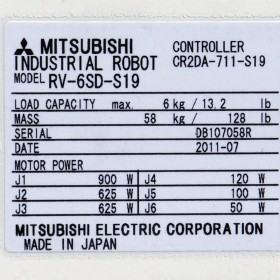 MITSUBISHI CONTROLLER
INDUSTRIAL ROBOT CR2DA-711-S19
MODEL RV-6SD-S19
LOAD CAPACITY max. 6 kg / 13.2 lb
MASS 58 kg / 128 lb
SERIAL DB107058R
DATE 2011-07
MOTOR POWER
J1 900 W J4 120 W
J2 625 W J5 100 W
J3 625 W J6 50 W
MITSUBISHI ELECTRIC CORPORATION
MADE IN JAPAN